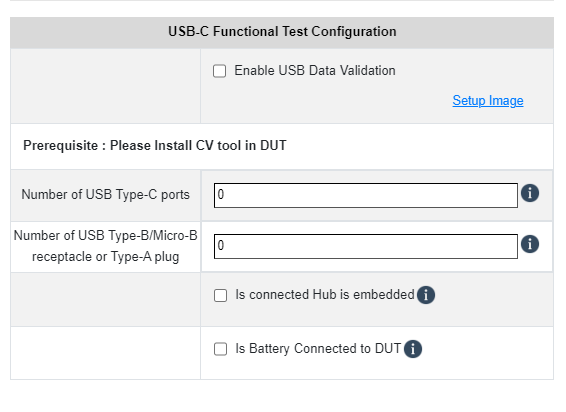 USB-C Functional Test Configuration
Enable USB Data Validation
Setup Image
Prerequisite : Please Install CV tool in DUT
Number of USB Type-C ports
0
i
Number of USB Type-B/Micro-B
receptacle or Type-A plug
0
i
Is connected Hub is embedded i
Is Battery Connected to DUT i